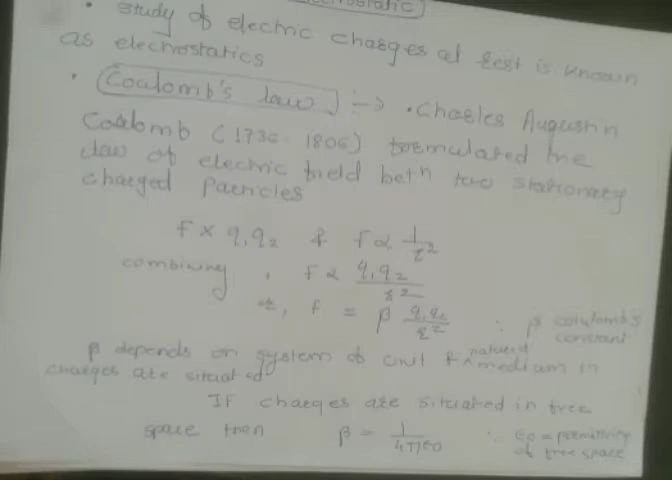 • Study of electric charges at rest is known
as electrostatics
• Coulomb's law :-> • Charles Augustin
Coulomb (1736-1806) formulated the
law of electric field betn two stationary
charged Particles
F ∝ q₁q₂ & F ∝ 1/r²
combining, F ∝ q₁q₂/r²
or, F = β q₁q₂/r² ∴ β coulomb's
constant
β depends on system of unit & nature of medium in
charges are situated
If charges are situated in free
space then β = 1/4πε₀ ∴ ε₀ = permittivity
of free space